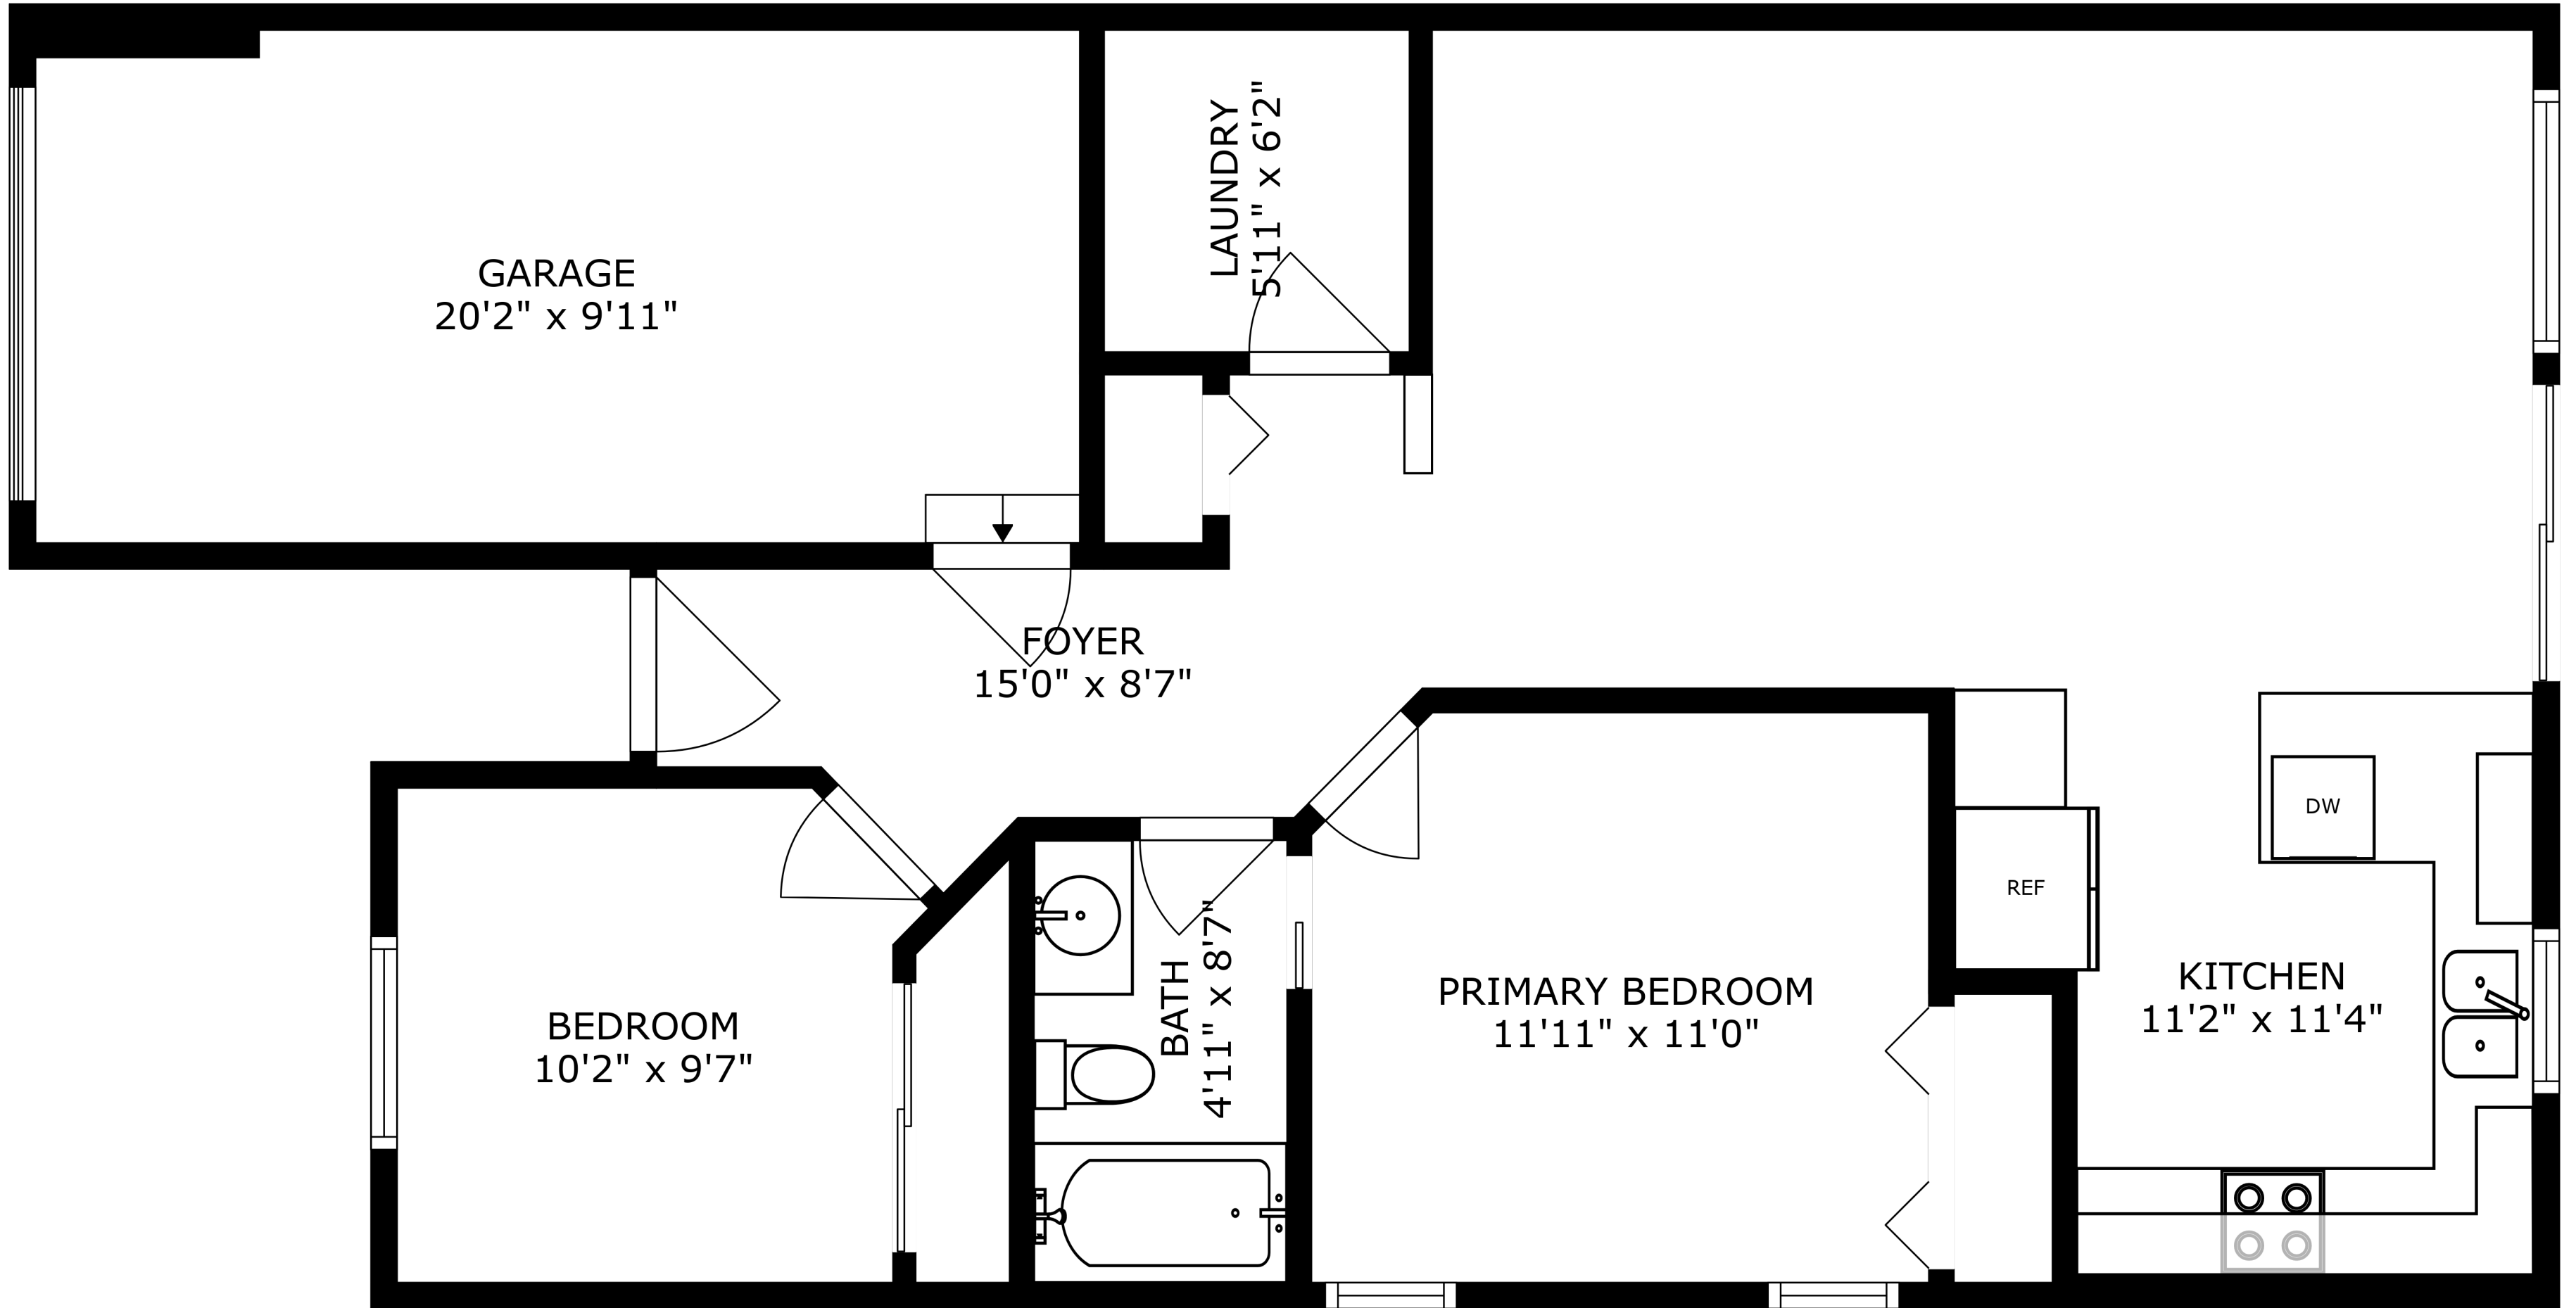 LAUNDRY
5'11" x 6'2"
GARAGE
20'2" x 9'11"
FOYER
15'0" x 8'7"
DW
REF
KITCHEN
11'2" x 11'4"
PRIMARY BEDROOM
11'11" x 11'0"
BATH
4'11" x 8'7"
BEDROOM
10'2" x 9'7"